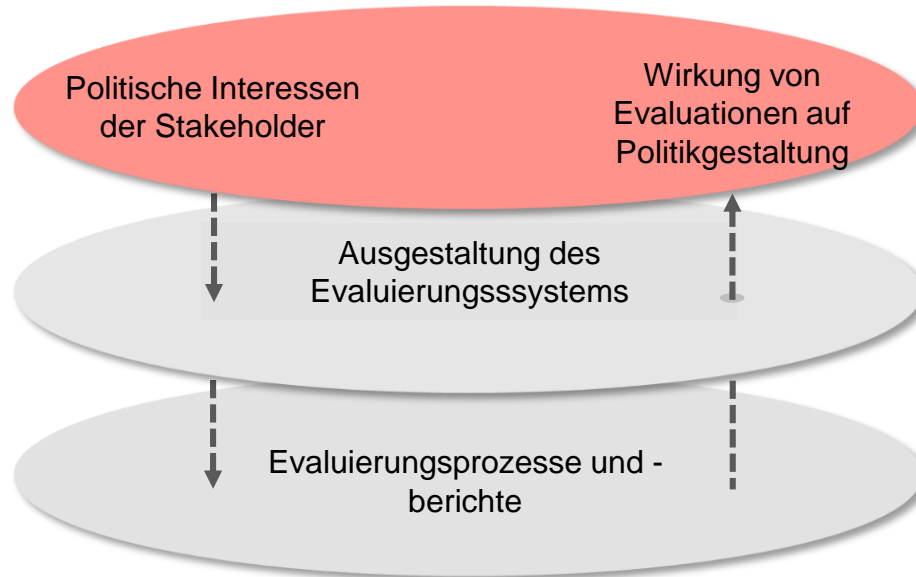 Politische Interessen
der Stakeholder
Wirkung von
Evaluationen auf
Politikgestaltung
Ausgestaltung des
Evaluierungsssystems
Evaluierungsprozesse und -
berichte